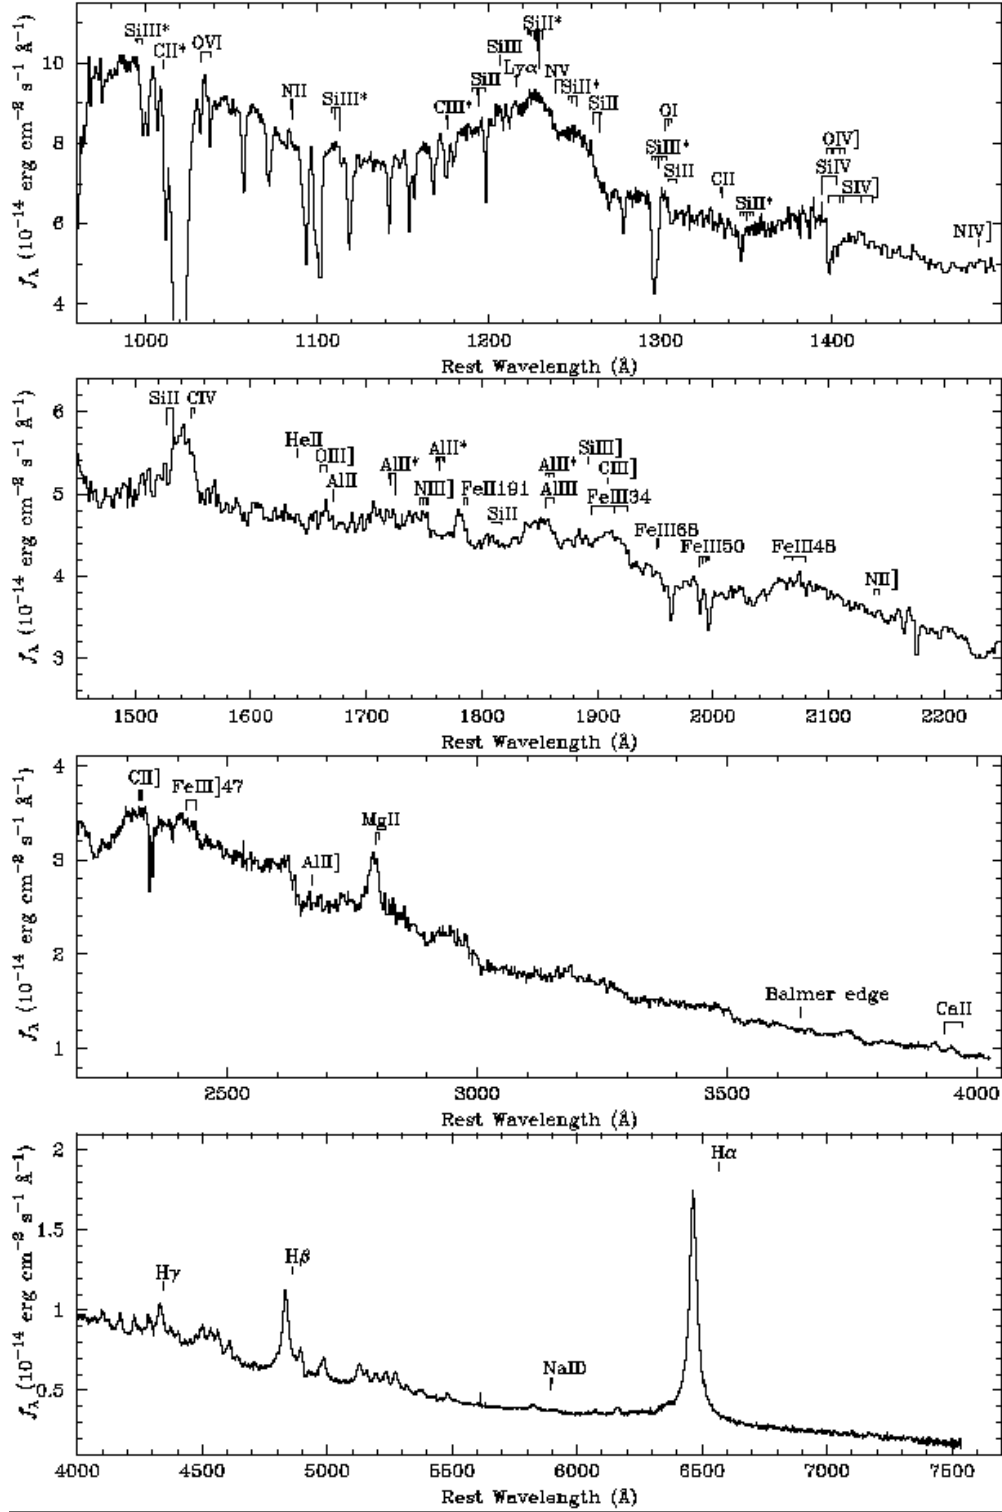 SiII*
SiIII*
OVI
CII*
SiIII
Lyα
NV
SiII
SiII*
SiII
NII
SiIII*
CIII*
OI
SiIII*
SiII
CII
SiII*
OIV]
SiIV
SIV]
NIV]
10
8
6
4
fλ (10−14 erg cm−2 s−1 Å−1)
1000 1100 1200 1300 1400
Rest Wavelength (Å)
SiII CIV
HeII
OIII]
AlII
AlII*
AlII*
NIII]
FeII191
SiII
AlII*
AlIII
SiIII]
CIII]
FeIII34
FeIII68
FeIII50
FeIII48
NII]
6
5
4
3
fλ (10−14 erg cm−2 s−1 Å−1)
1500 1600 1700 1800 1900 2000 2100 2200
Rest Wavelength (Å)
CII]
FeIII]47
AlII]
MgII
Balmer edge
CaII
4
3
2
1
fλ (10−14 erg cm−2 s−1 Å−1)
2500 3000 3500 4000
Rest Wavelength (Å)
Hα
Hβ
Hγ
NaID
2
1.5
1
0.5
fλ (10−14 erg cm−2 s−1 Å−1)
4000 4500 5000 5500 6000 6500 7000 7500
Rest Wavelength (Å)